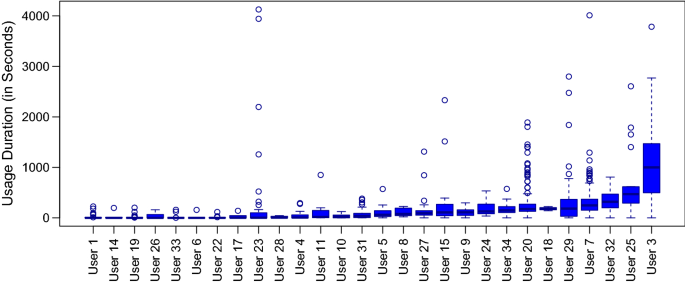 Usage Duration (in Seconds)
4000
3000
2000
1000
0
User 1
User 14
User 19
User 26
User 33
User 6
User 22
User 17
User 23
User 28
User 4
User 11
User 10
User 31
User 5
User 8
User 27
User 15
User 9
User 24
User 34
User 20
User 18
User 29
User 7
User 32
User 25
User 3